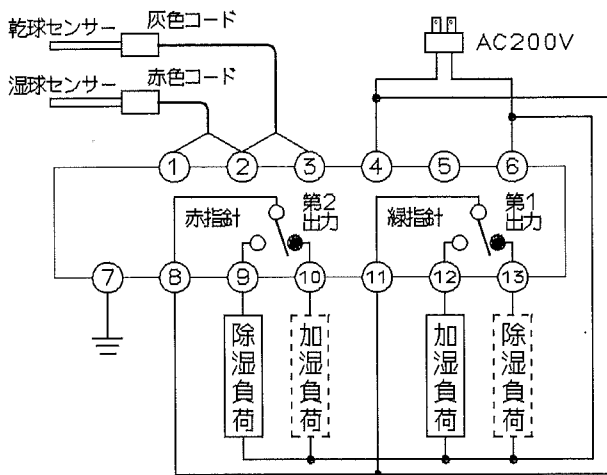 乾球センサー 灰色コード
AC200V
湿球センサー 赤色コード
1 2 3 4 5 6
赤指針 第2出力 緑指針 第1出力
7 8 9 10 11 12 13
除湿負荷 加湿負荷 加湿負荷 除湿負荷